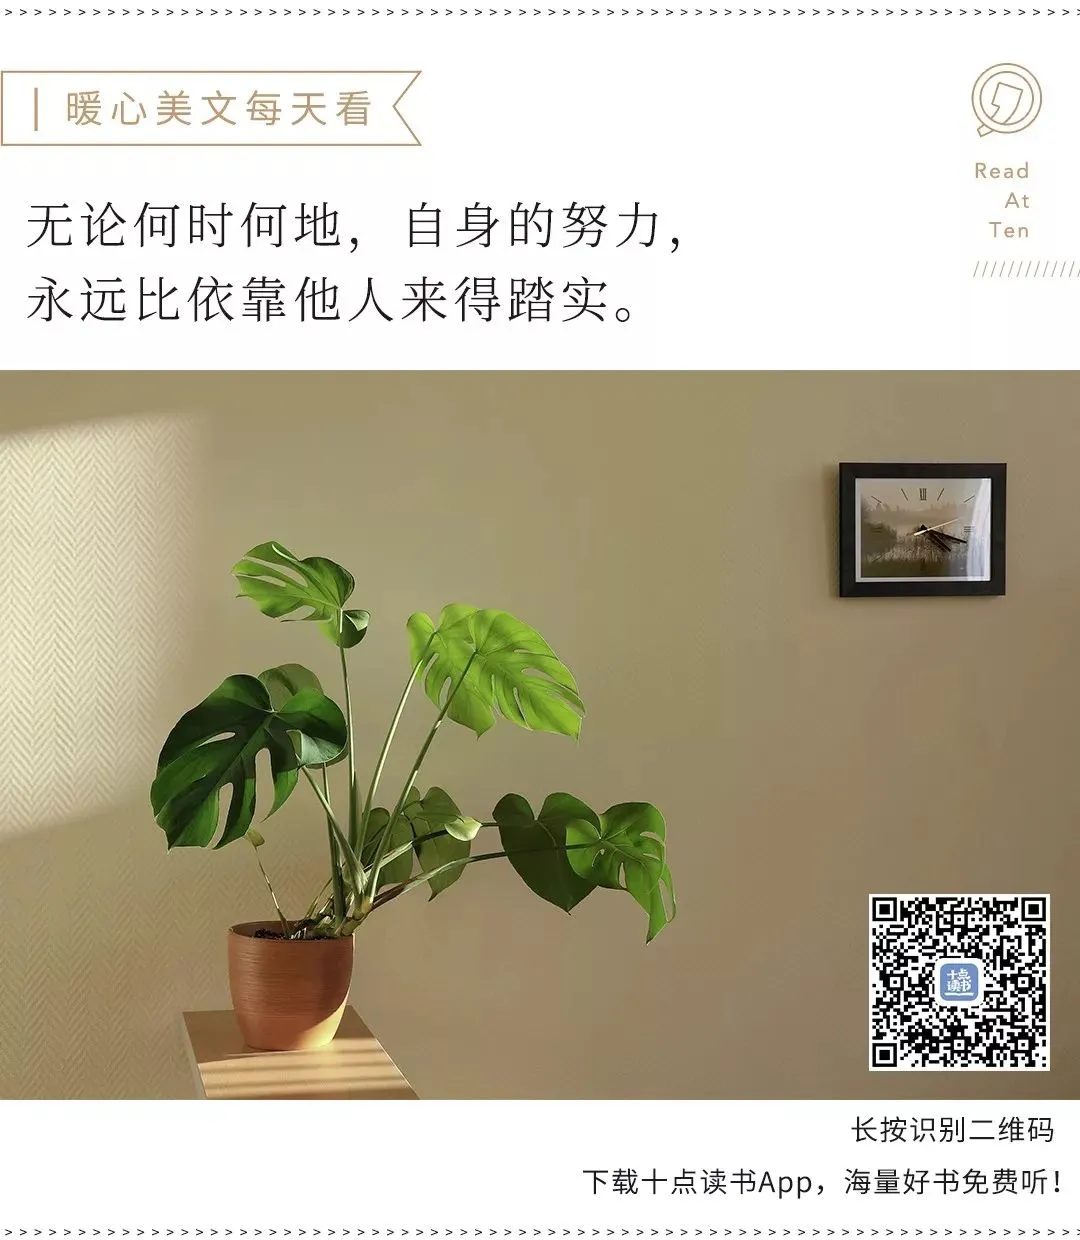 暖心美文每天看
Read
At
Ten
无论何时何地，自身的努力，
永远比依靠他人来得踏实。
十点
读书
长按识别二维码
下载十点读书App，海量好书免费听！